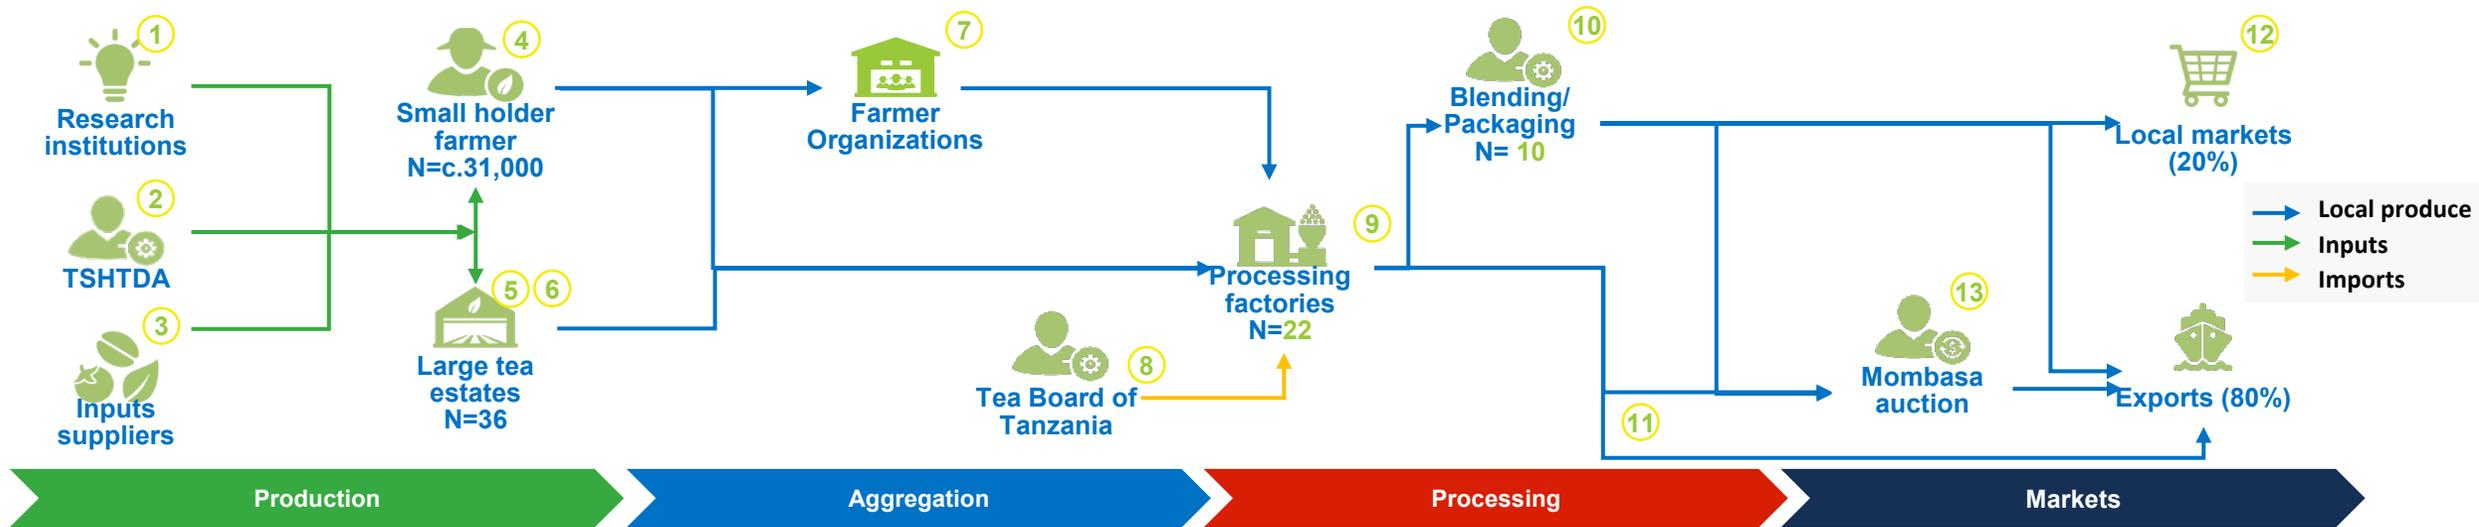 1
Research
institutions
2
TSHTDA
3
Inputs
suppliers
4
Small holder
farmer
N=c.31,000
5 6
Large tea
estates
N=36
7
Farmer
Organizations
8
Tea Board of
Tanzania
9
Processing
factories
N=22
10
Blending/
Packaging
N= 10
11
12
Local markets
(20%)
13
Mombasa
auction
Exports (80%)
Local produce
Inputs
Imports
Production
Aggregation
Processing
Markets